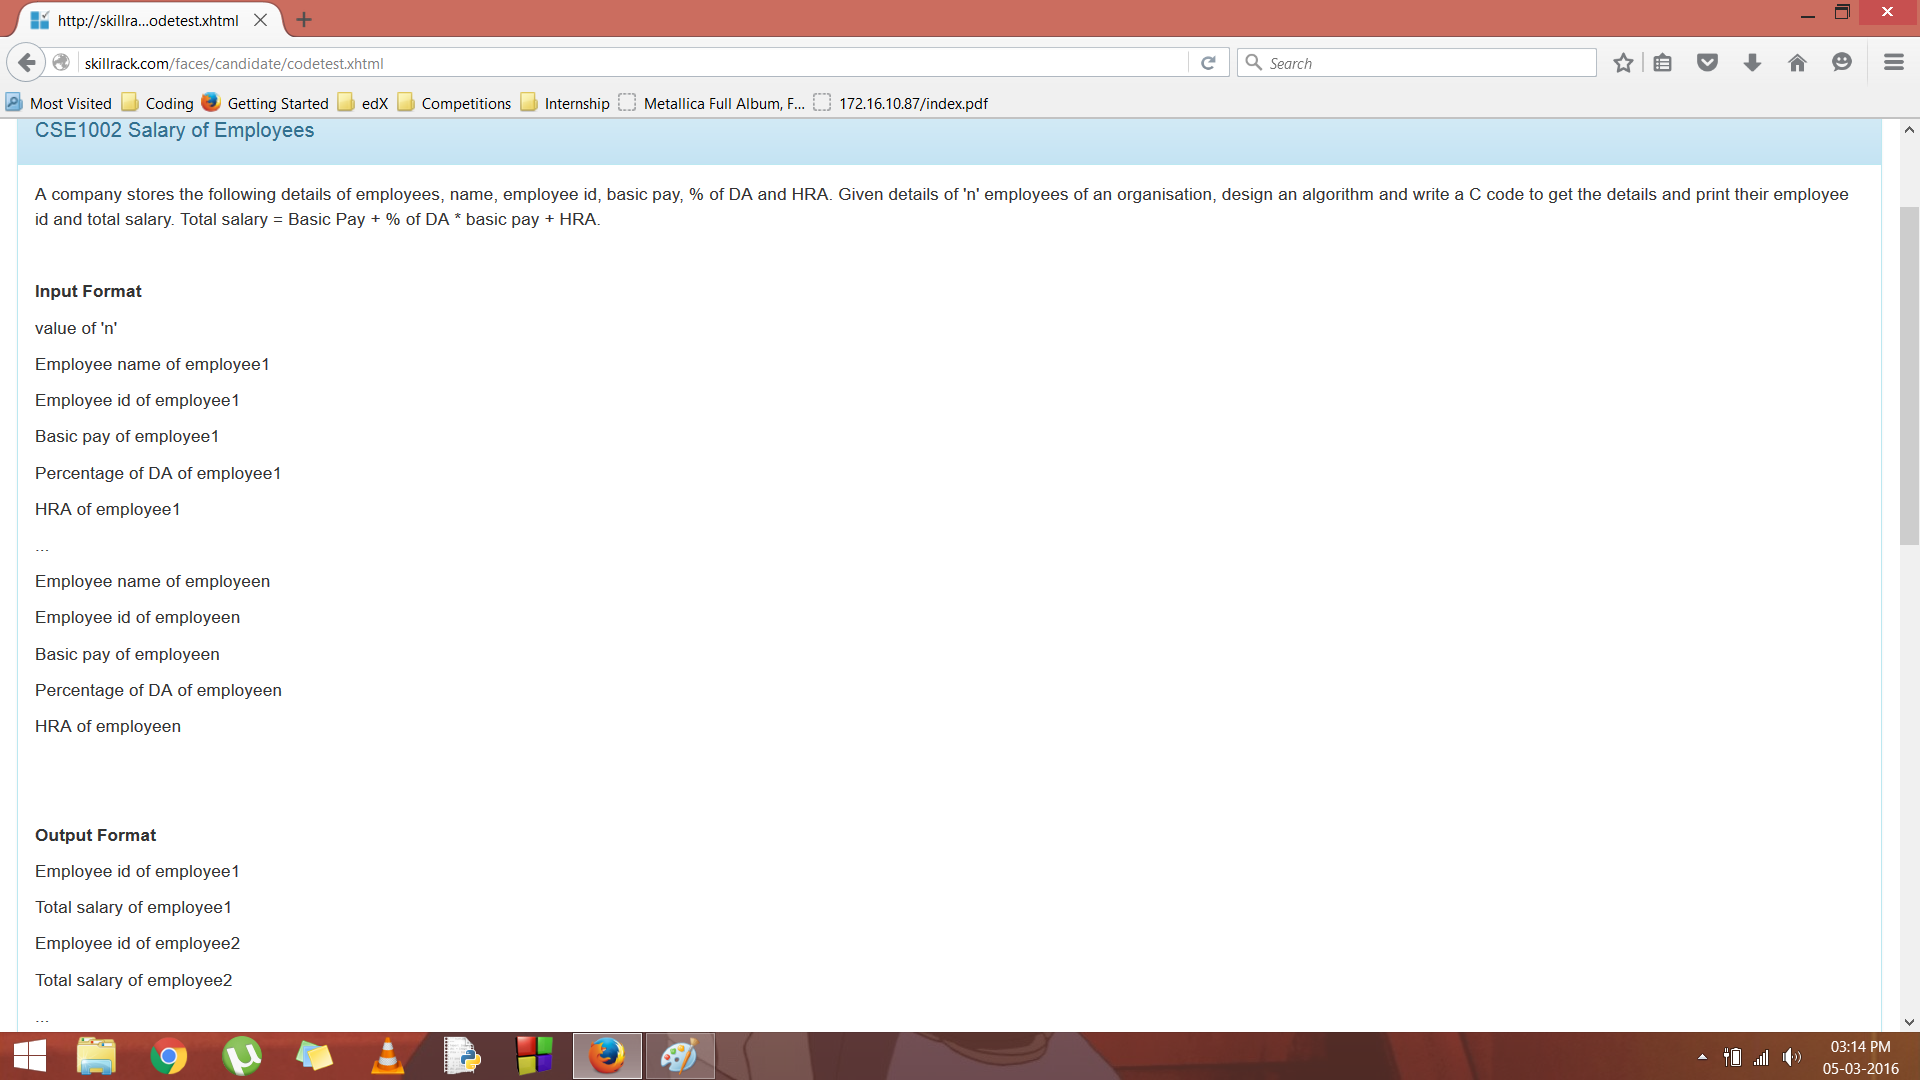 http://skillra...odetest.xhtml
skillrack.com/faces/candidate/codetest.xhtml
Search
Most Visited Coding Getting Started edX Competitions Internship Metallica Full Album, F... 172.16.10.87/index.pdf
CSE1002 Salary of Employees
A company stores the following details of employees, name, employee id, basic pay, % of DA and HRA. Given details of 'n' employees of an organisation, design an algorithm and write a C code to get the details and print their employee
id and total salary. Total salary = Basic Pay + % of DA * basic pay + HRA.
Input Format
value of 'n'
Employee name of employee1
Employee id of employee1
Basic pay of employee1
Percentage of DA of employee1
HRA of employee1
...
Employee name of employeen
Employee id of employeen
Basic pay of employeen
Percentage of DA of employeen
HRA of employeen
Output Format
Employee id of employee1
Total salary of employee1
Employee id of employee2
Total salary of employee2
...
03:14 PM
05-03-2016